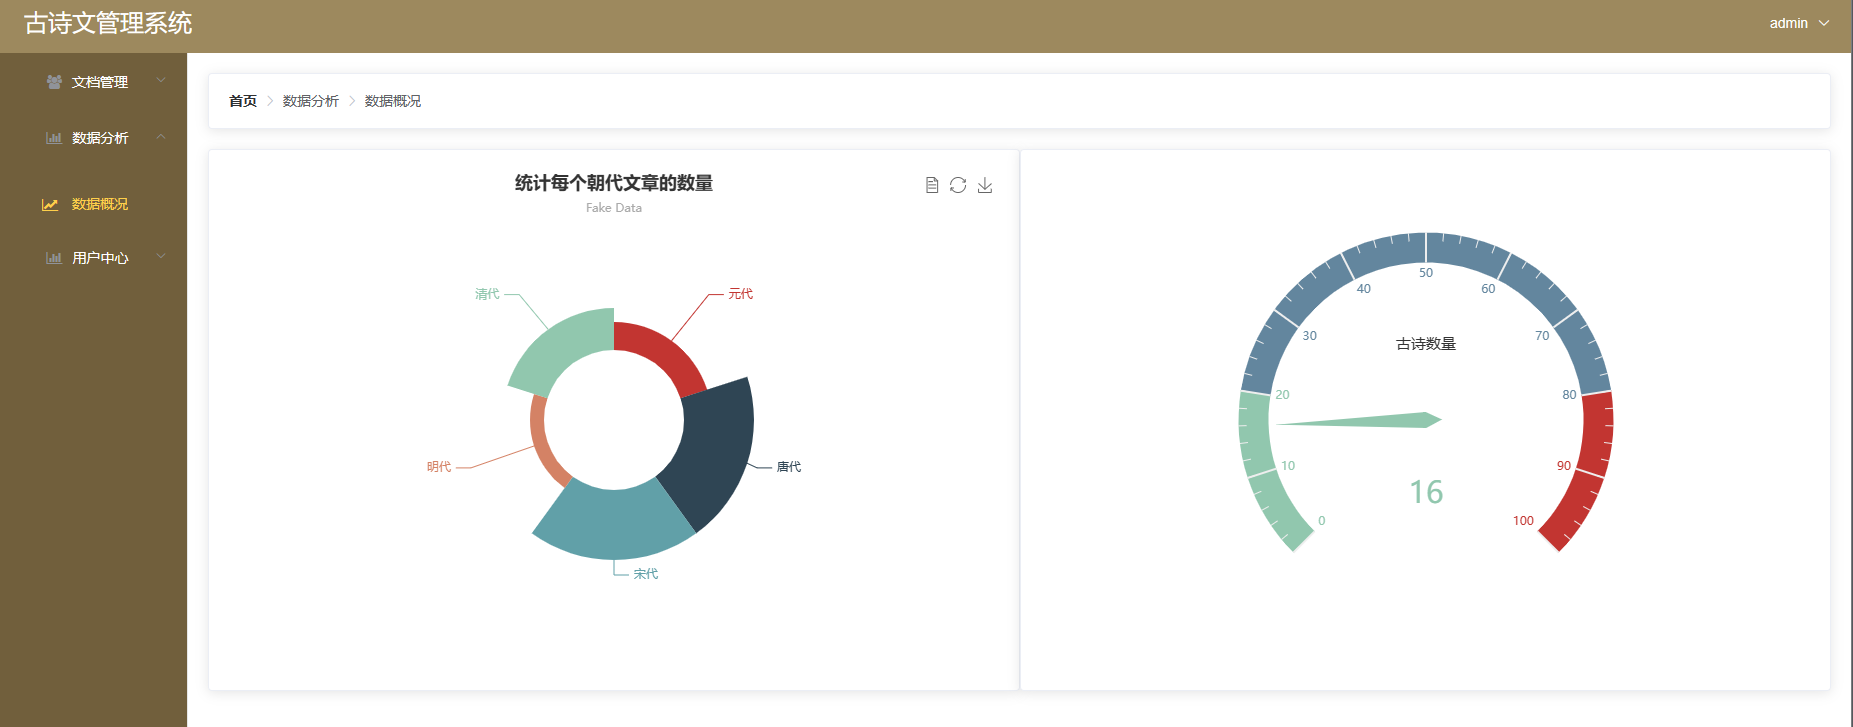 古诗文管理系统
admin
文档管理
数据分析
数据概况
用户中心
首页 数据分析 数据概况
统计每个朝代文章的数量
Fake Data
清代
元代
明代
唐代
宋代
50
40
60
30
70
古诗数量
20
80
10
90
16
0
100